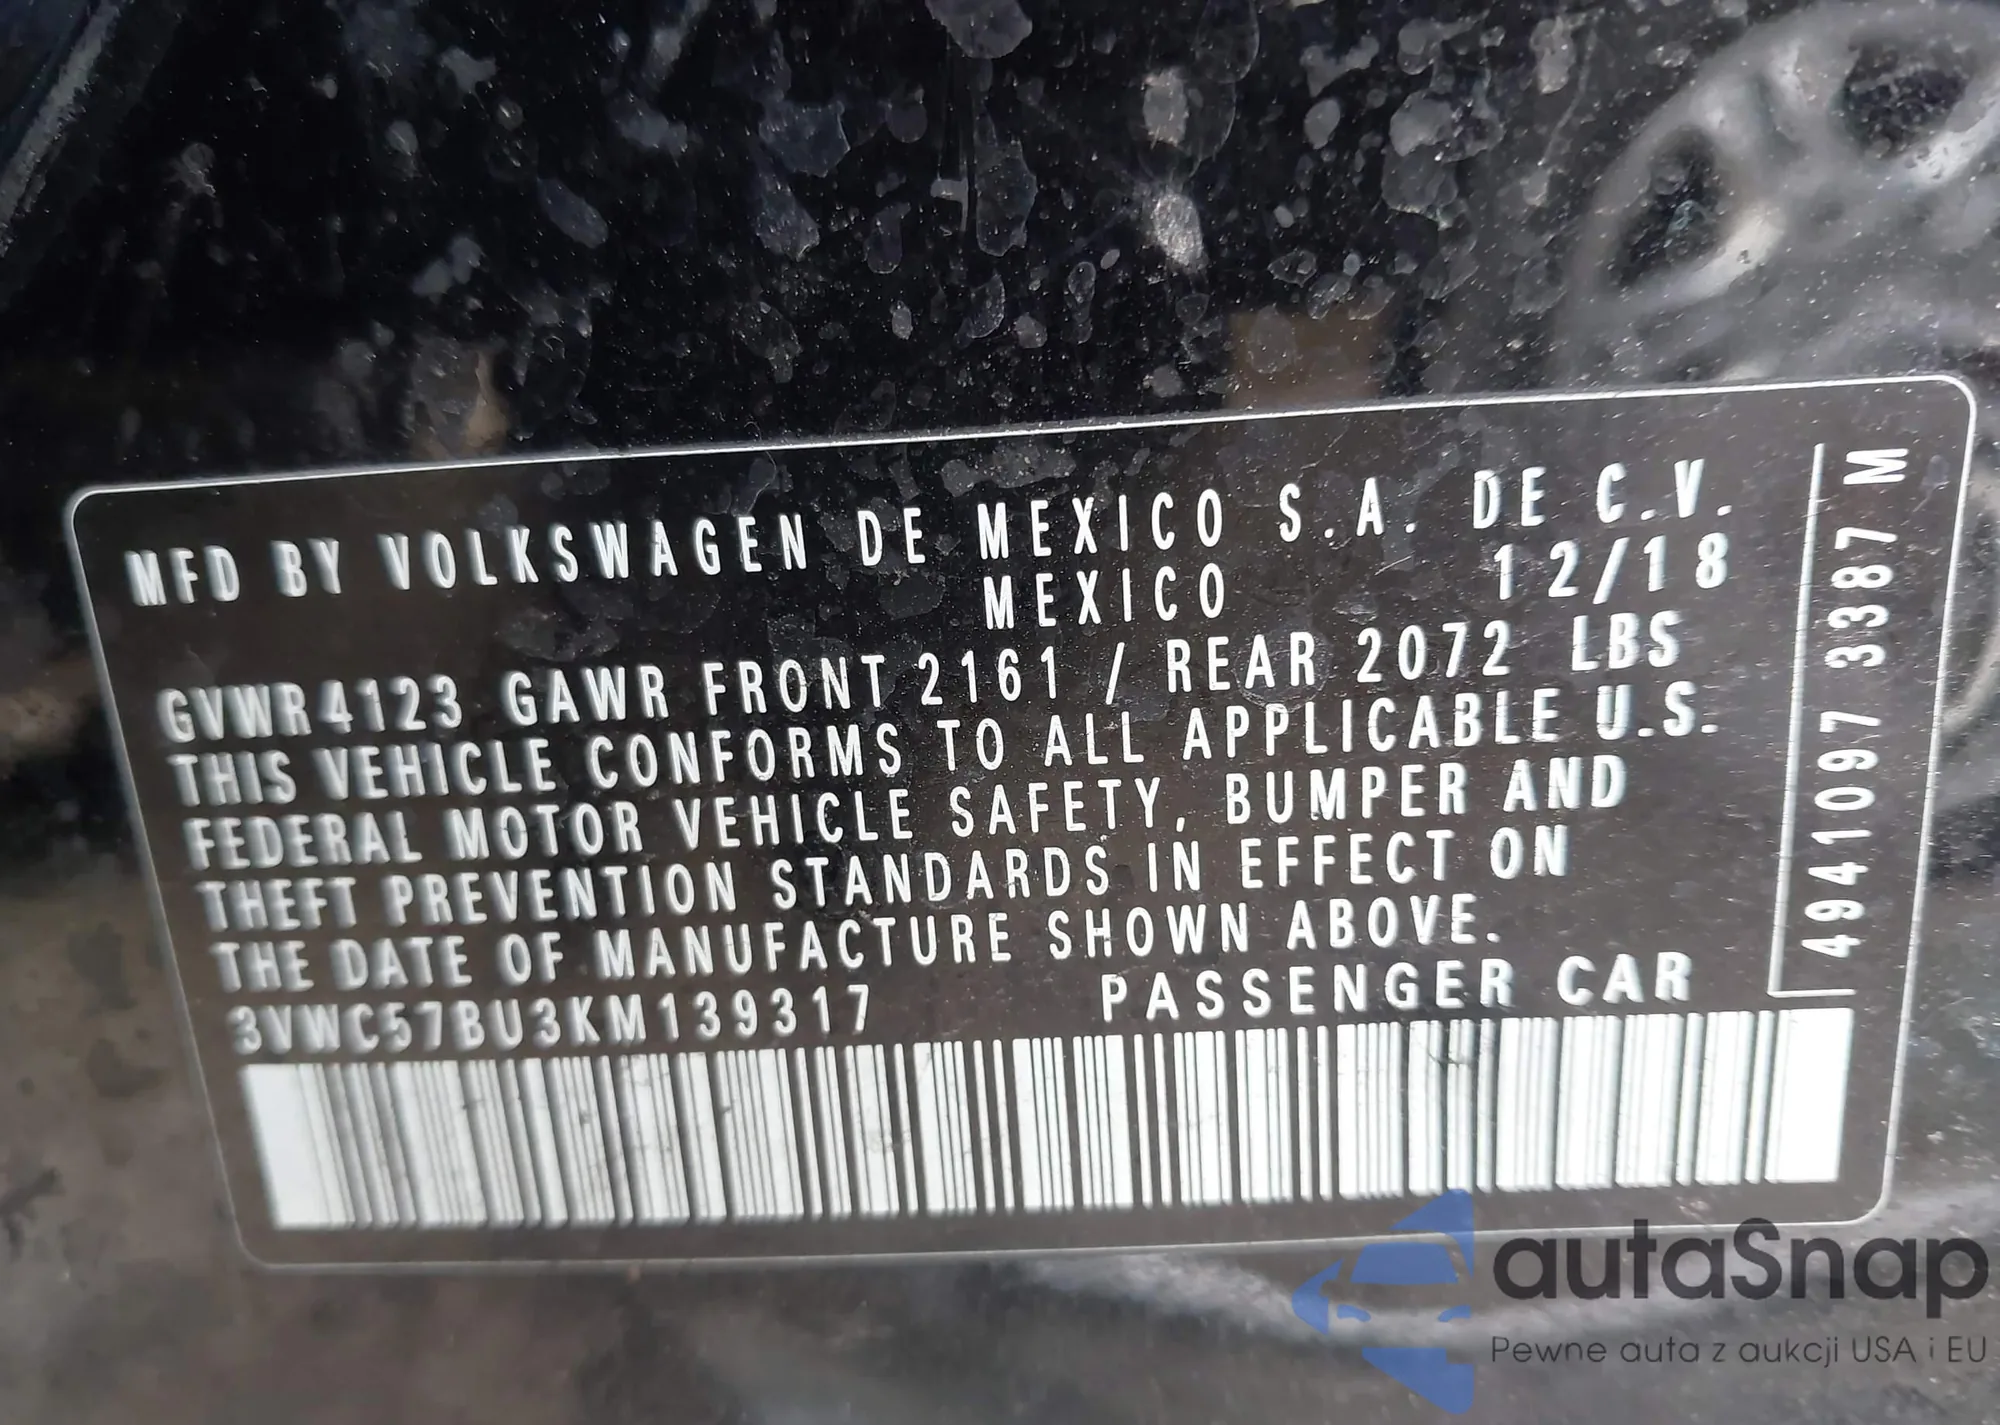 MFD BY VOLKSWAGEN DE MEXICO S.A. DE C.V.
MEXICO 12/18
GVWR4123 GAWR FRONT 2161 / REAR 2072 LBS
THIS VEHICLE CONFORMS TO ALL APPLICABLE U.S.
FEDERAL MOTOR VEHICLE SAFETY, BUMPER AND
THEFT PREVENTION STANDARDS IN EFFECT ON
THE DATE OF MANUFACTURE SHOWN ABOVE.
3VWC57BU3KM139317 PASSENGER CAR
4941097 3387 M
autaSnap
Pewne auta z aukcji USA i EU